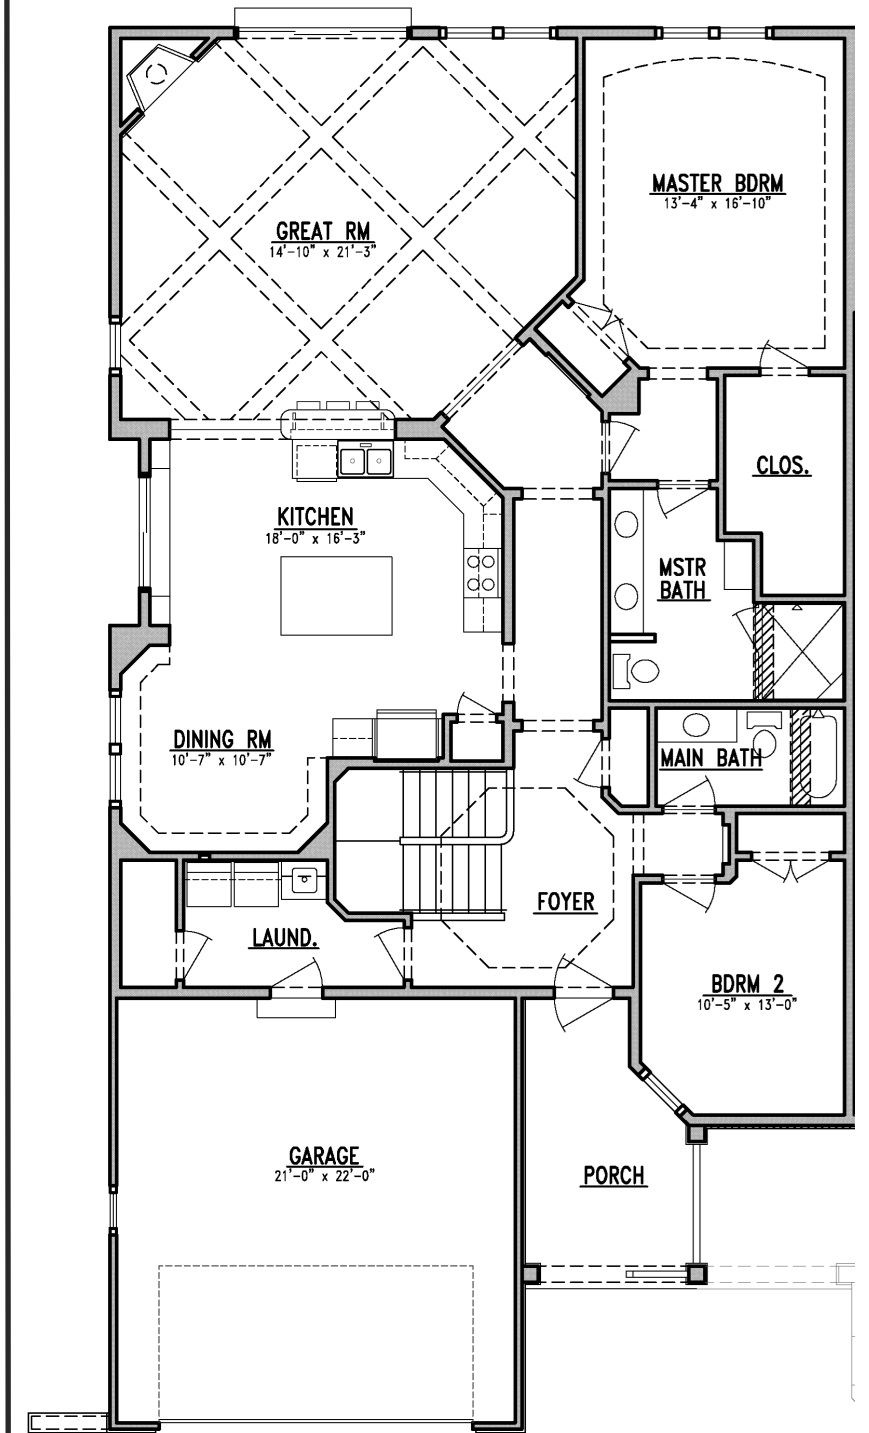 MASTER BDRM
13'-4" x 16'-10"
GREAT RM
14'-10" x 21'-3"
CLOS.
KITCHEN
18'-0" x 16'-3"
MSTR
BATH
DINING RM
10'-7" x 10'-7"
MAIN BATH
FOYER
LAUND.
BDRM 2
10'-5" x 13'-0"
GARAGE
21'-0" x 22'-0"
PORCH